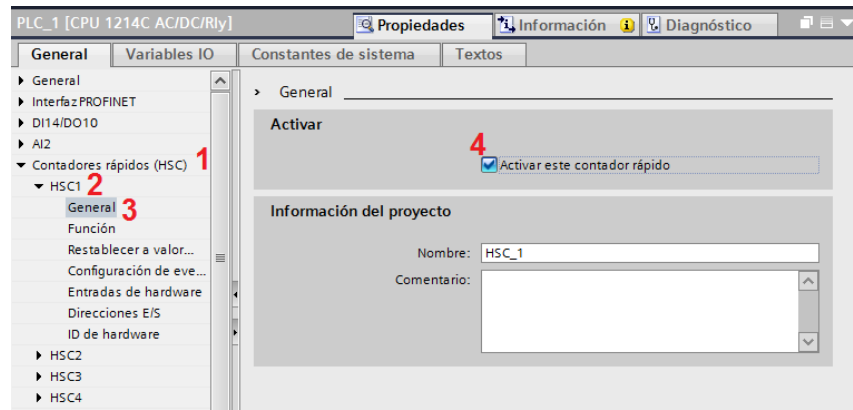 PLC_1 [CPU 1214C AC/DC/Rly]
Propiedades
Información
Diagnóstico
General
Variables IO
Constantes de sistema
Textos
General
Interfaz PROFINET
DI14/DO10
AI2
Contadores rápidos (HSC) 1
HSC1 2
General 3
Función
Restablecer a valor...
Configuración de eve...
Entradas de hardware
Direcciones E/S
ID de hardware
HSC2
HSC3
HSC4
General
Activar
4
Activar este contador rápido
Información del proyecto
Nombre: HSC_1
Comentario: